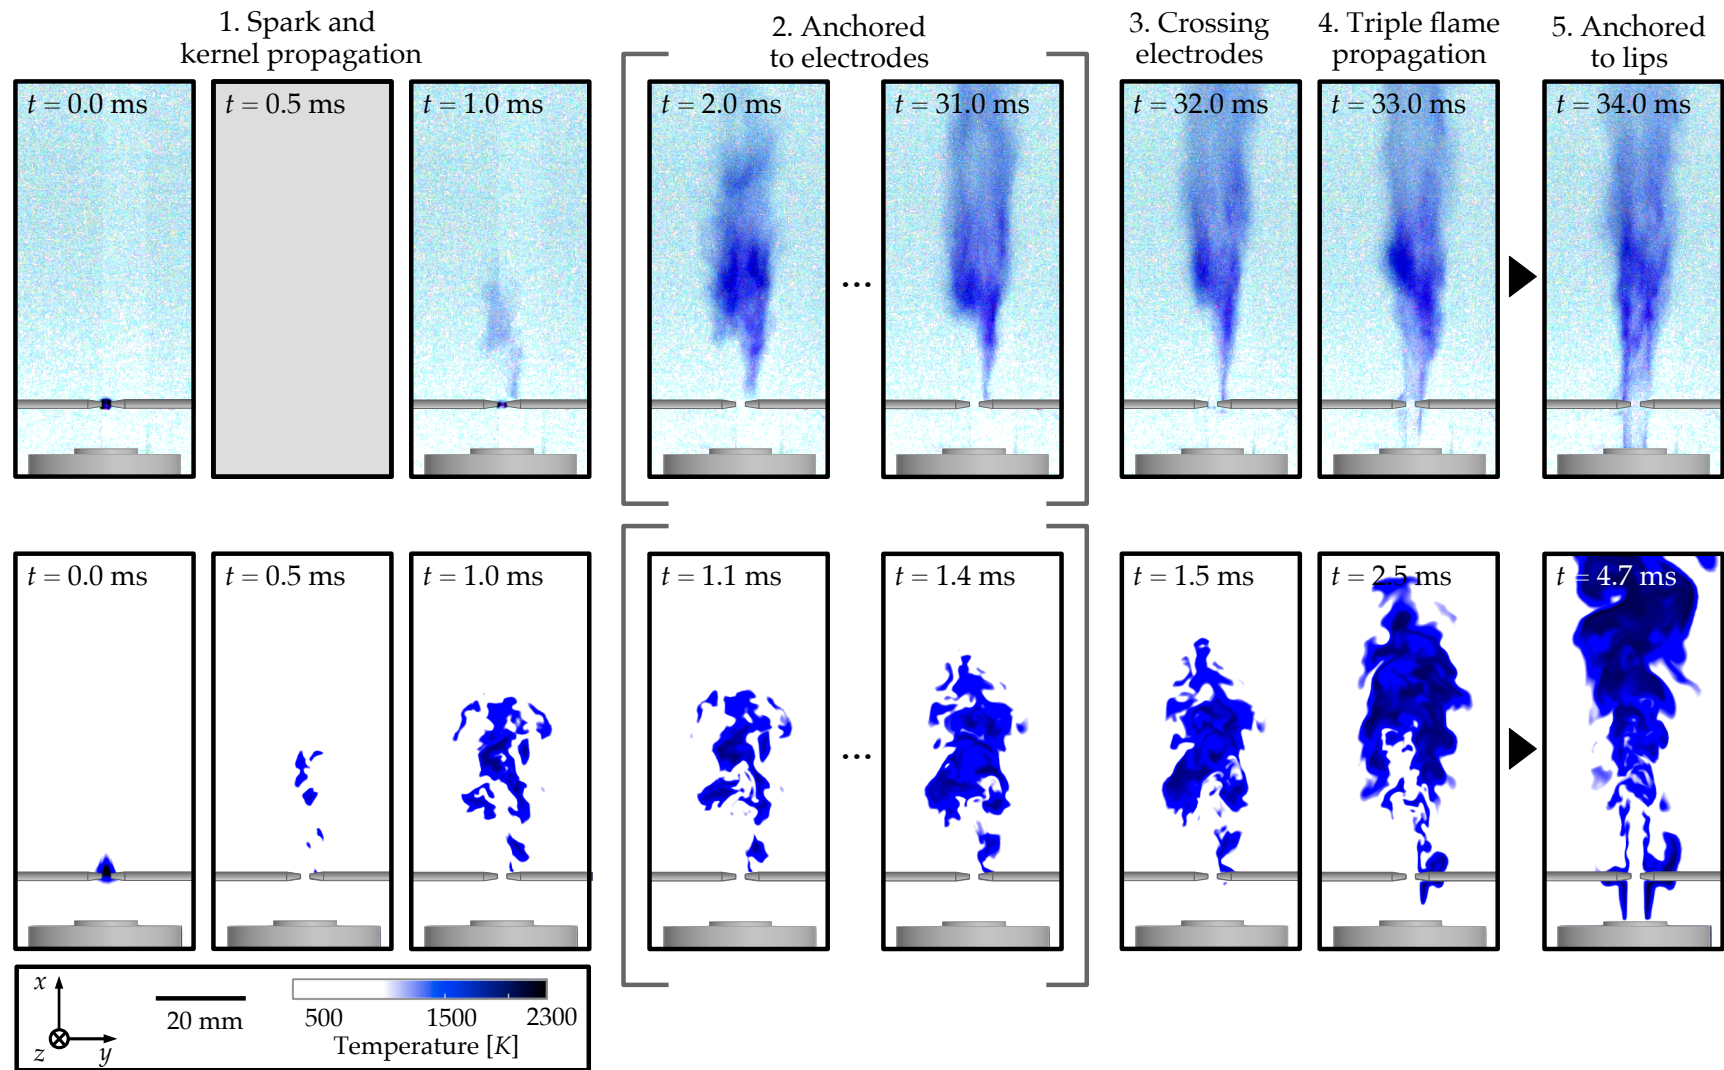 1. Spark and
kernel propagation
2. Anchored
to electrodes
3. Crossing
electrodes
4. Triple flame
propagation
5. Anchored
to lips
t = 0.0 ms
t = 0.5 ms
t = 1.0 ms
t = 2.0 ms
...
t = 31.0 ms
t = 32.0 ms
t = 33.0 ms
t = 34.0 ms
t = 0.0 ms
t = 0.5 ms
t = 1.0 ms
t = 1.1 ms
...
t = 1.4 ms
t = 1.5 ms
t = 2.5 ms
t = 4.7 ms
x
z
y
20 mm
500 1500 2300
Temperature [K]